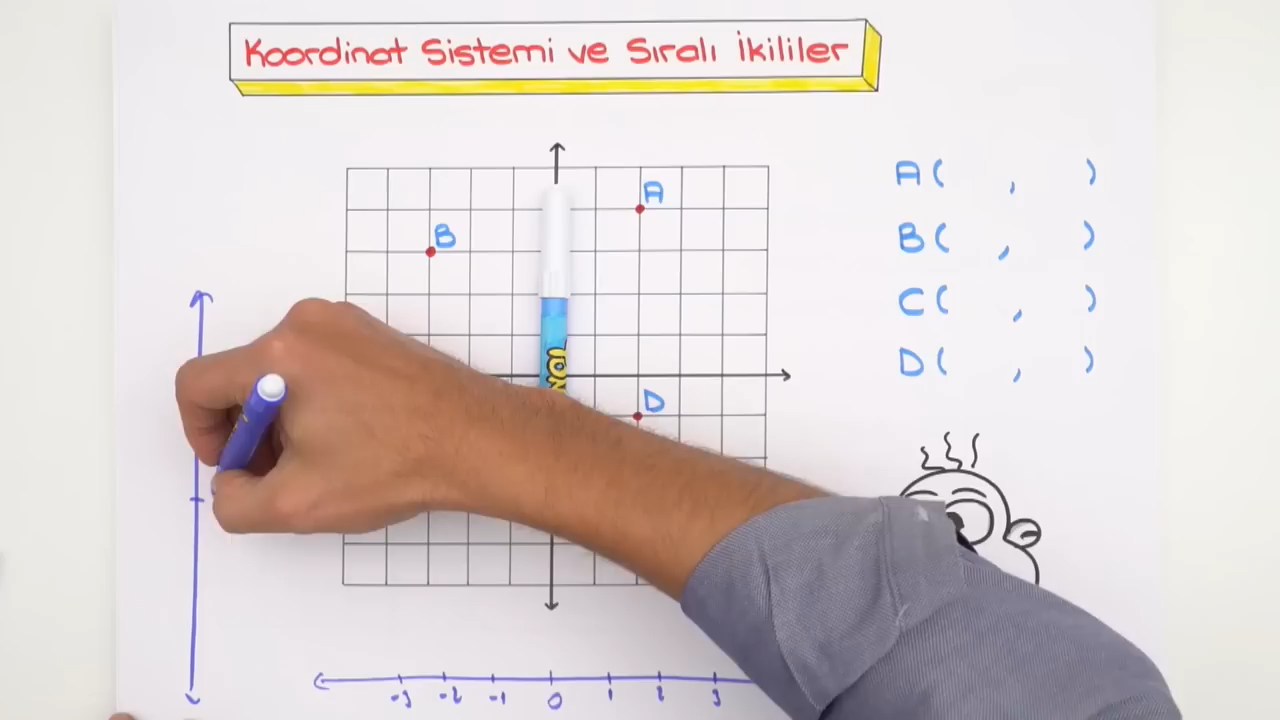 Koordinat Sistemi ve Sıralı İkililer
A
B
D
A( , )
B( , )
C( , )
D( , )
-3 -2 -1 0 1 2 3